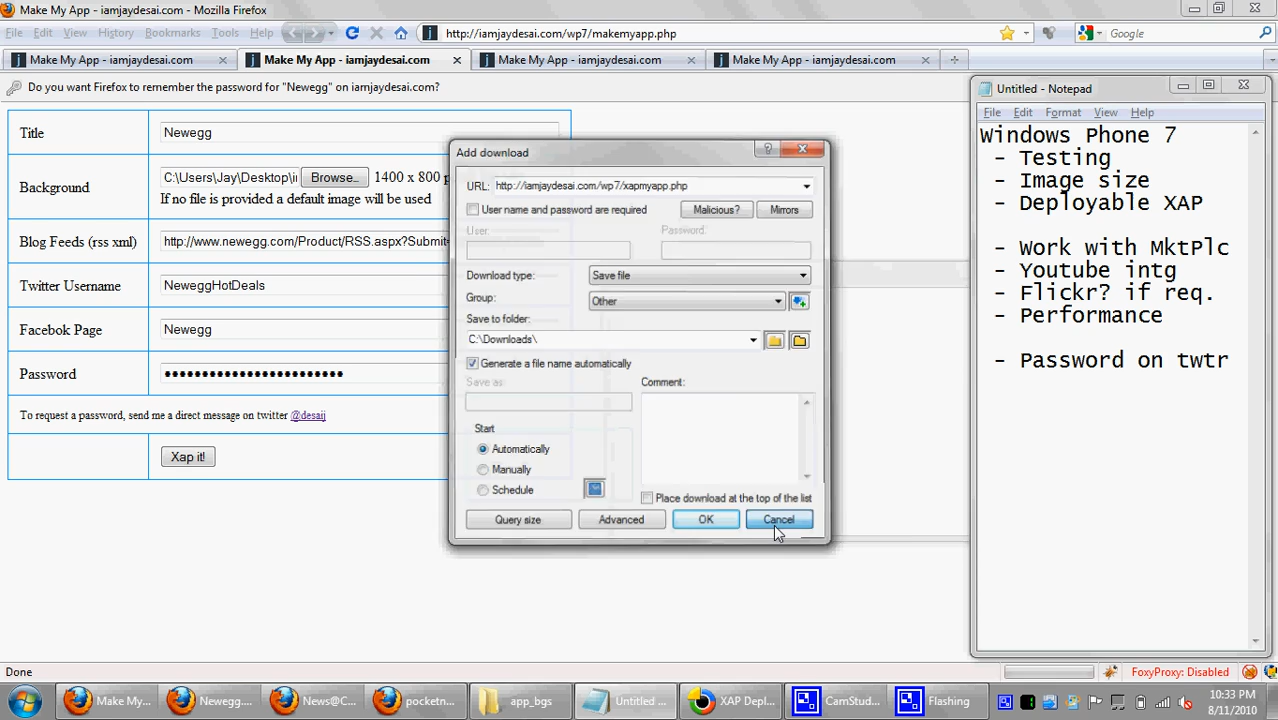 Make My App - iamjaydesai.com - Mozilla Firefox
File Edit View History Bookmarks Tools Help
http://iamjaydesai.com/wp7/makemyapp.php
Google
Make My App - iamjaydesai.com
Make My App - iamjaydesai.com
Make My App - iamjaydesai.com
Make My App - iamjaydesai.com
Do you want Firefox to remember the password for "Newegg" on iamjaydesai.com?
Title
Newegg
Background
C:\Users\Jay\Desktop\i
Browse..
1400 x 800 p
If no file is provided a default image will be used
Blog Feeds (rss xml)
http://www.newegg.com/Product/RSS.aspx?Submit=
Twitter Username
NeweggHotDeals
Facebok Page
Newegg
Password
••••••••••••••••••••••••
To request a password, send me a direct message on twitter @desaij
Xap it!
Add download
URL:
http://iamjaydesai.com/wp7/xapmyapp.php
User name and password are required
Malicious?
Mirrors
User:
Password:
Download type:
Save file
Group:
Other
Save to folder:
C:\Downloads\
Generate a file name automatically
Save as:
Comment:
Start
Automatically
Manually
Schedule
Place download at the top of the list
Query size
Advanced
OK
Cancel
Untitled - Notepad
File Edit Format View Help
Windows Phone 7
- Testing
- Image size
- Deployable XAP
- Work with MktPlc
- Youtube intg
- Flickr? if req.
- Performance
- Password on twtr
Done
FoxyProxy: Disabled
Make My...
Newegg....
News@C...
pocketn...
app_bgs
Untitled ...
XAP Depl...
CamStud...
Flashing
10:33 PM
8/11/2010